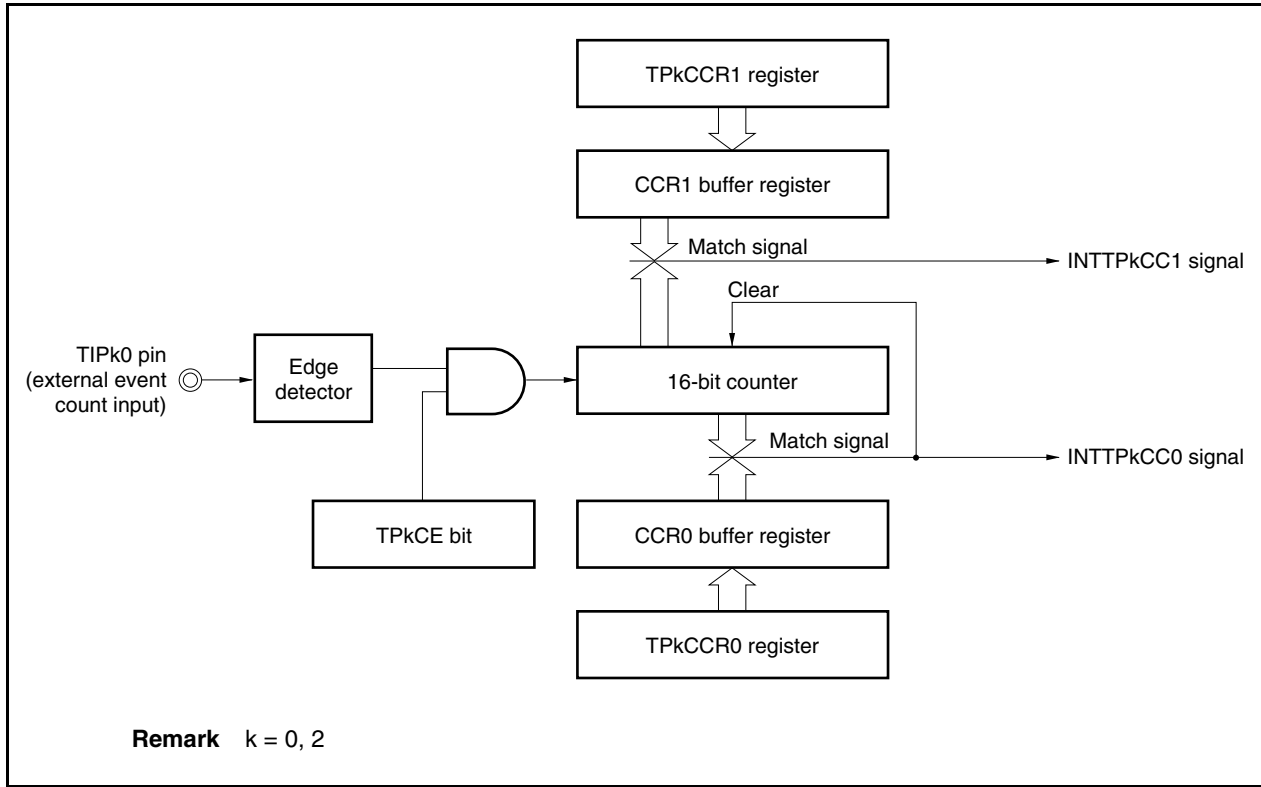 TPkCCR1 register
CCR1 buffer register
Match signal
INTTPkCC1 signal
Clear
TIPk0 pin
(external event
count input)
Edge
detector
16-bit counter
Match signal
INTTPkCC0 signal
TPkCE bit
CCR0 buffer register
TPkCCR0 register
Remark k = 0, 2